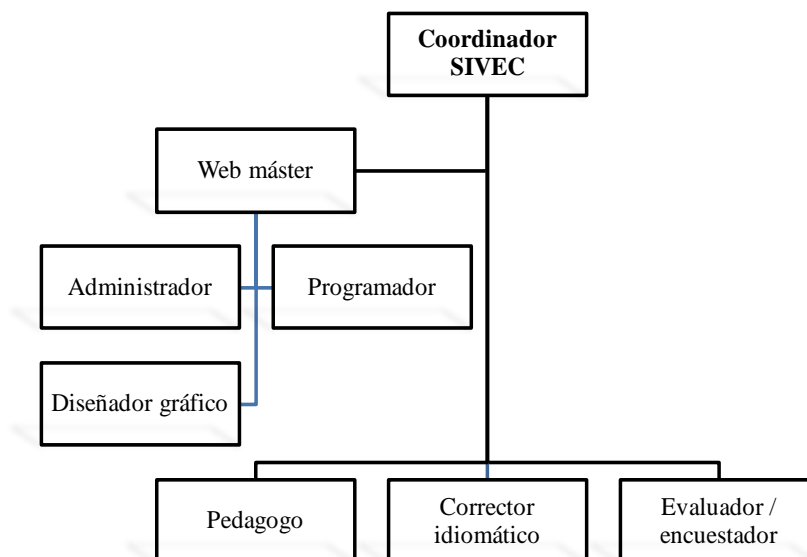 Coordinador
SIVEC
Web máster
Administrador
Programador
Diseñador gráfico
Pedagogo
Corrector
idiomático
Evaluador /
encuestador